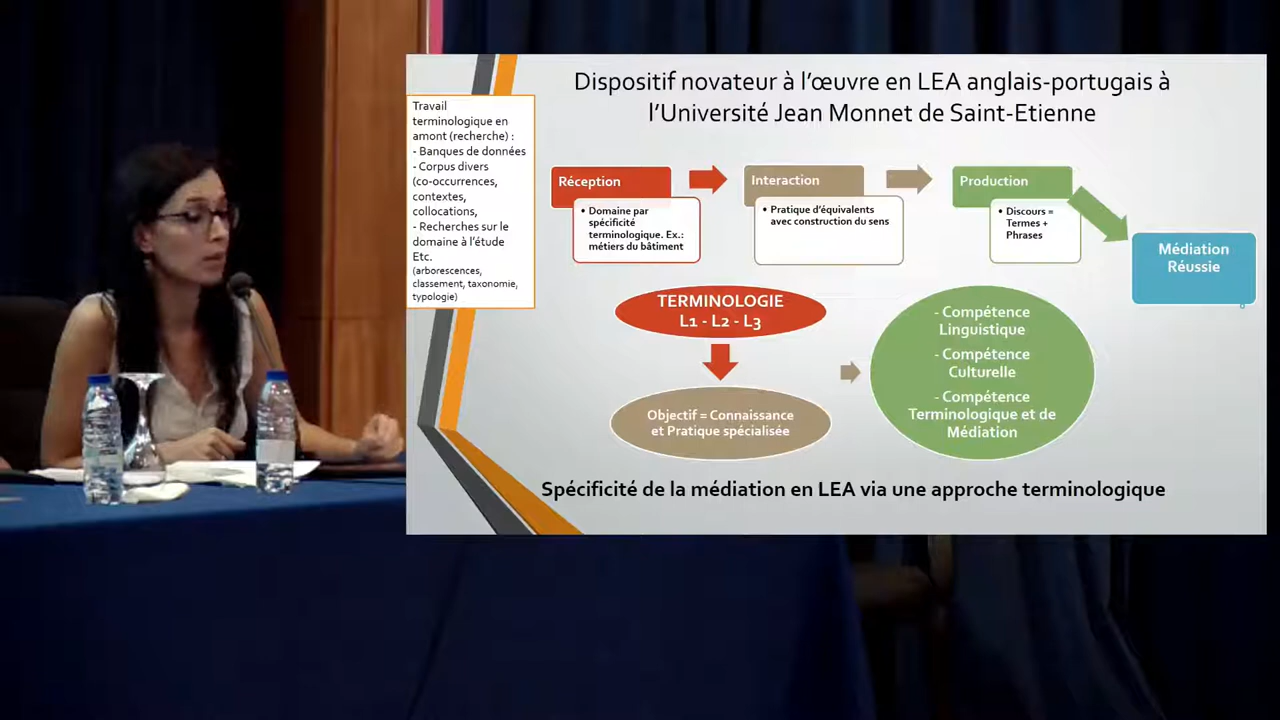 Dispositif novateur à l'œuvre en LEA anglais-portugais à
l'Université Jean Monnet de Saint-Etienne
Travail
terminologique en
amont (recherche) :
- Banques de données
- Corpus divers
(co-occurrences,
contextes,
collocations,
- Recherches sur le
domaine à l'étude
Etc.
(arborescences,
classement, taxonomie,
typologie)
Réception
• Domaine par
spécificité
terminologique. Ex.:
métiers du bâtiment
Interaction
• Pratique d'équivalents
avec construction du sens
Production
• Discours =
Termes +
Phrases
Médiation
Réussie
TERMINOLOGIE
L1 - L2 - L3
Objectif = Connaissance
et Pratique spécialisée
- Compétence
Linguistique
- Compétence
Culturelle
- Compétence
Terminologique et de
Médiation
Spécificité de la médiation en LEA via une approche terminologique